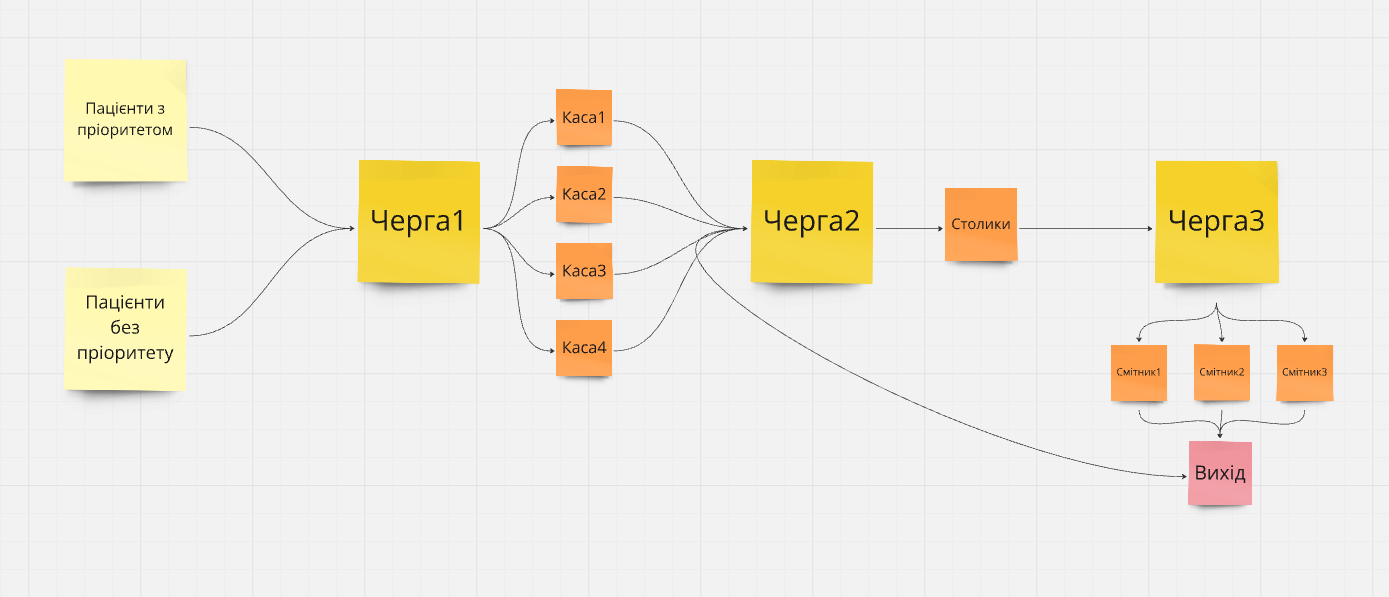 Пацієнти з
пріоритетом
Пацієнти
без
пріоритету
Черга1
Каса1
Каса2
Каса3
Каса4
Черга2
Столики
Черга3
Смітник1
Смітник2
Смітник3
Вихід